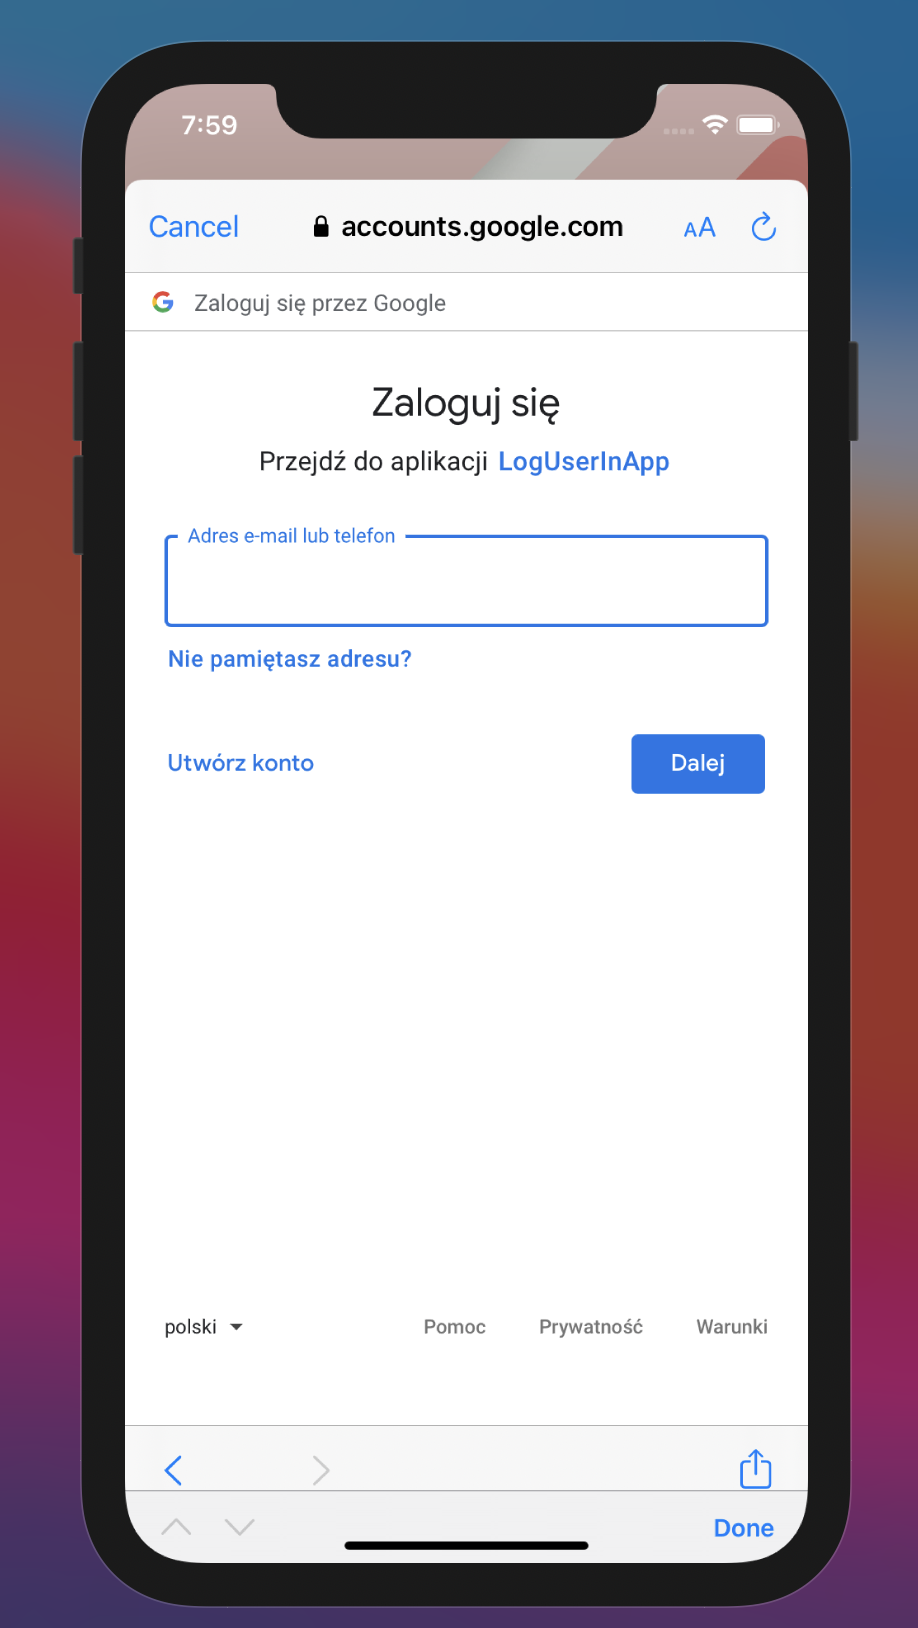 7:59
Cancel
accounts.google.com
AA
Zaloguj się przez Google
Zaloguj się
Przejdź do aplikacji LogUserInApp
Adres e-mail lub telefon
Nie pamiętasz adresu?
Utwórz konto
Dalej
polski
Pomoc
Prywatność
Warunki
Done